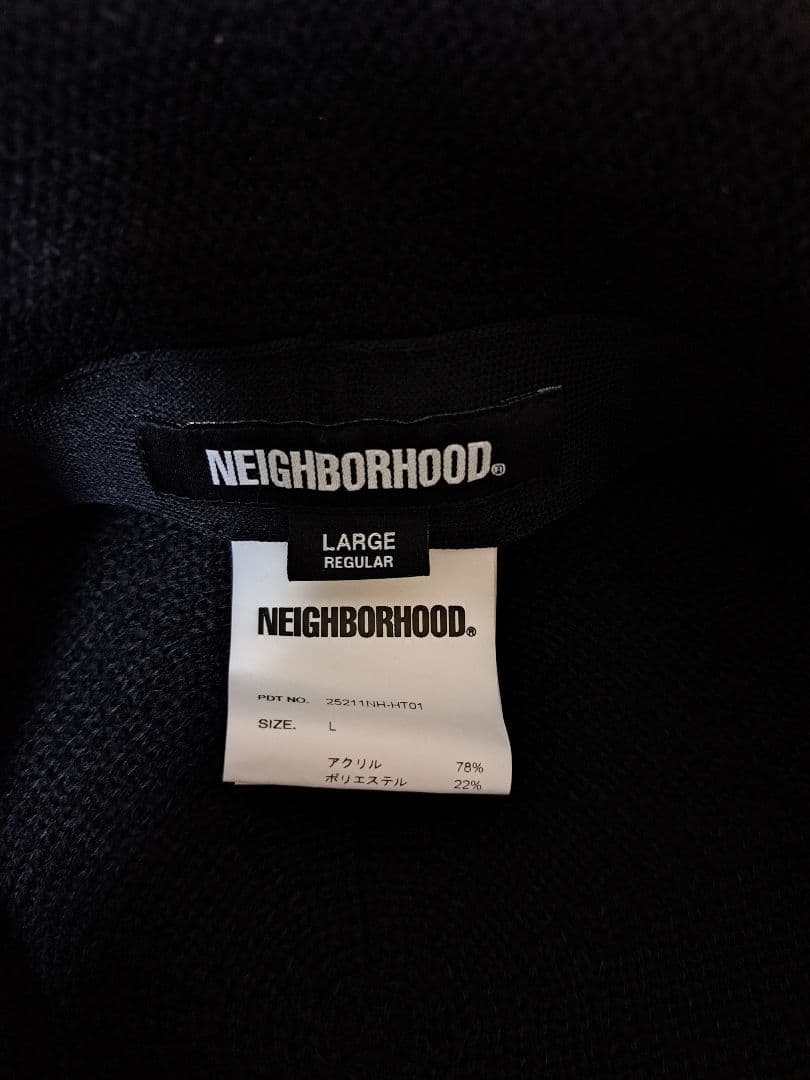 NEIGHBORHOOD®
LARGE
REGULAR
NEIGHBORHOOD®
PDT NO. 25211NH-HT01
SIZE. L
アクリル 78%
ポリエステル 22%